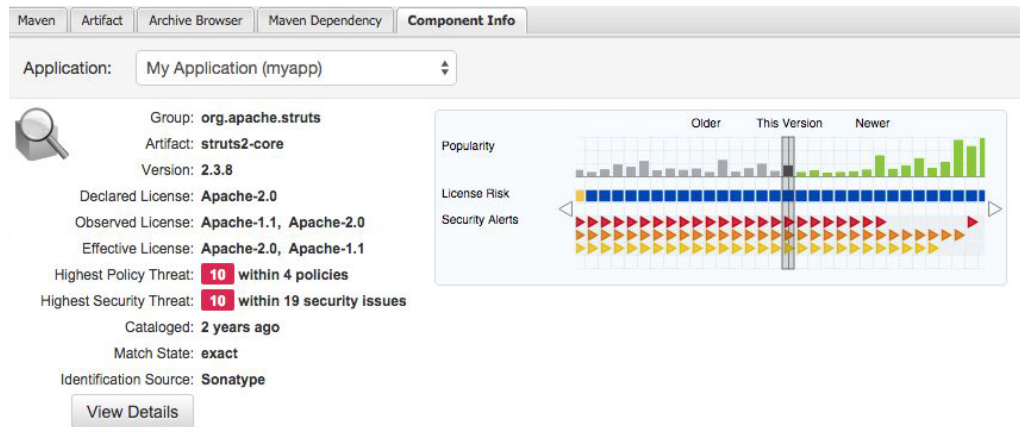 Maven Artifact Archive Browser Maven Dependency Component Info
Application: My Application (myapp)
Group: org.apache.struts
Artifact: struts2-core
Version: 2.3.8
Declared License: Apache-2.0
Observed License: Apache-1.1, Apache-2.0
Effective License: Apache-2.0, Apache-1.1
Highest Policy Threat: 10 within 4 policies
Highest Security Threat: 10 within 19 security issues
Cataloged: 2 years ago
Match State: exact
Identification Source: Sonatype
View Details
Older This Version Newer
Popularity
License Risk
Security Alerts